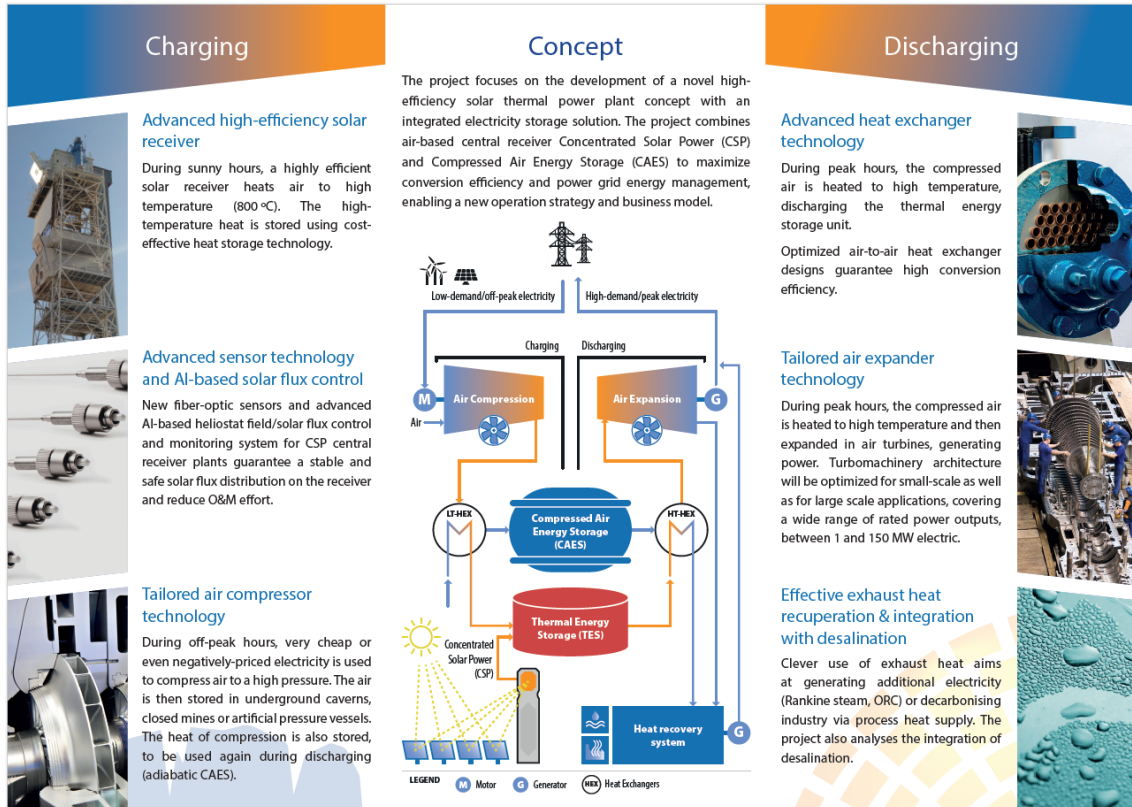 Charging
Advanced high-efficiency solar
receiver
During sunny hours, a highly efficient
solar receiver heats air to high
temperature (800 ºC). The high-
temperature heat is stored using cost-
effective heat storage technology.
Advanced sensor technology
and AI-based solar flux control
New fiber-optic sensors and advanced
AI-based heliostat field/solar flux control
and monitoring system for CSP central
receiver plants guarantee a stable and
safe solar flux distribution on the receiver
and reduce O&M effort.
Tailored air compressor
technology
During off-peak hours, very cheap or
even negatively-priced electricity is used
to compress air to a high pressure. The air
is then stored in underground caverns,
closed mines or artificial pressure vessels.
The heat of compression is also stored,
to be used again during discharging
(adiabatic CAES).
Concept
The project focuses on the development of a novel high-
efficiency solar thermal power plant concept with an
integrated electricity storage solution. The project combines
air-based central receiver Concentrated Solar Power (CSP)
and Compressed Air Energy Storage (CAES) to maximize
conversion efficiency and power grid energy management,
enabling a new operation strategy and business model.
Low-demand/off-peak electricity
High-demand/peak electricity
Charging
Discharging
M
Air Compression
Air Expansion
G
Air
LT-HEX
Compressed Air
Energy Storage
(CAES)
HT-HEX
Thermal Energy
Storage (TES)
Concentrated
Solar Power
(CSP)
Heat recovery
system
G
LEGEND
M Motor
G Generator
HEX Heat Exchangers
Discharging
Advanced heat exchanger
technology
During peak hours, the compressed
air is heated to high temperature,
discharging the thermal energy
storage unit.
Optimized air-to-air heat exchanger
designs guarantee high conversion
efficiency.
Tailored air expander
technology
During peak hours, the compressed air
is heated to high temperature and then
expanded in air turbines, generating
power. Turbomachinery architecture
will be optimized for small-scale as well
as for large scale applications, covering
a wide range of rated power outputs,
between 1 and 150 MW electric.
Effective exhaust heat
recuperation & integration
with desalination
Clever use of exhaust heat aims
at generating additional electricity
(Rankine steam, ORC) or decarbonising
industry via process heat supply. The
project also analyses the integration of
desalination.